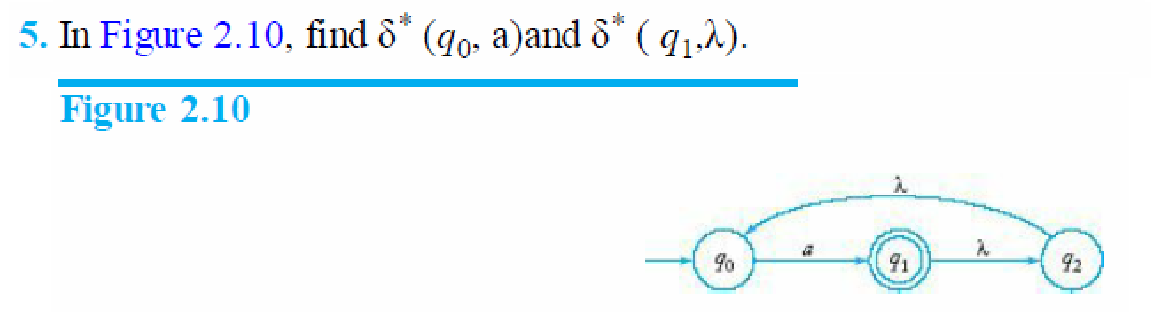 5. In Figure 2.10, find δ* (q₀, a)and δ* ( q₁,λ).
Figure 2.10
λ
q₀ a q₁ λ q₂